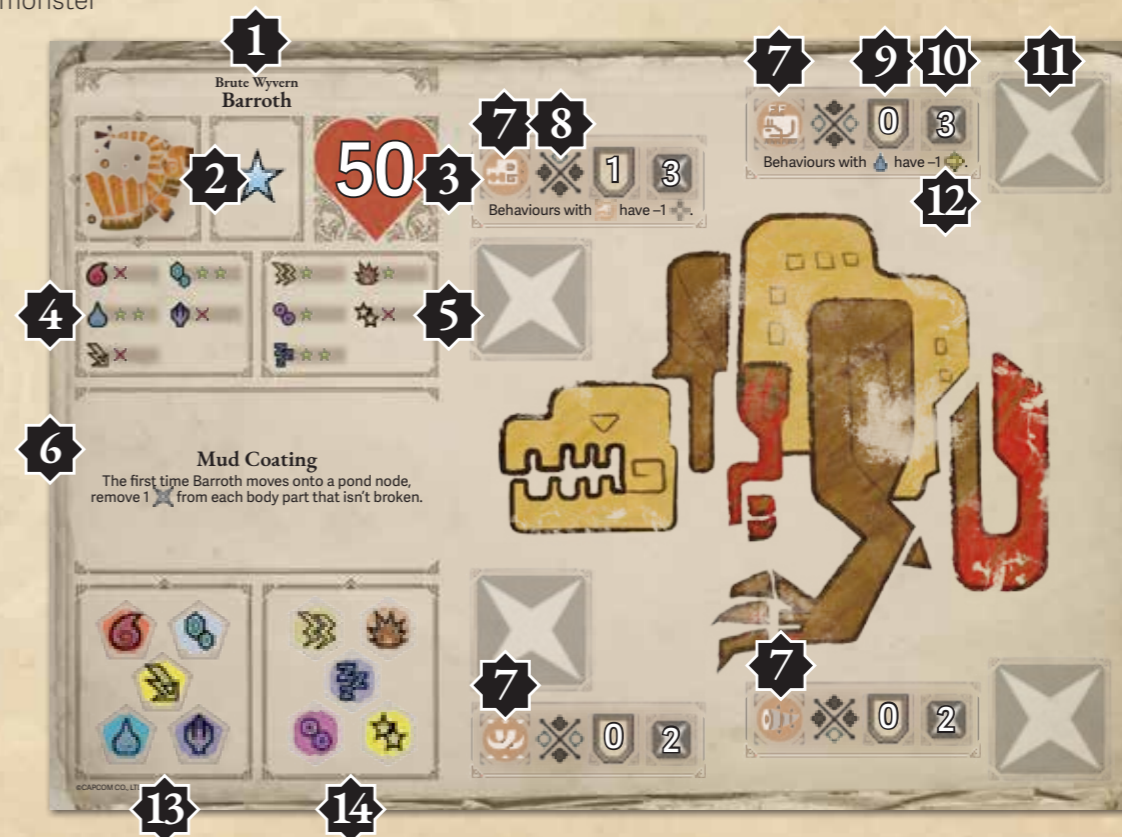 monster
1
Brute Wyvern
Barroth
2
50
3
4
5
6
Mud Coating
The first time Barroth moves onto a pond node,
remove 1 from each body part that isn't broken.
7 8
1 3
Behaviours with have –1 .
7 9 10 11
0 3
Behaviours with have –1 .
12
7
0 2
7
0 2
13
14